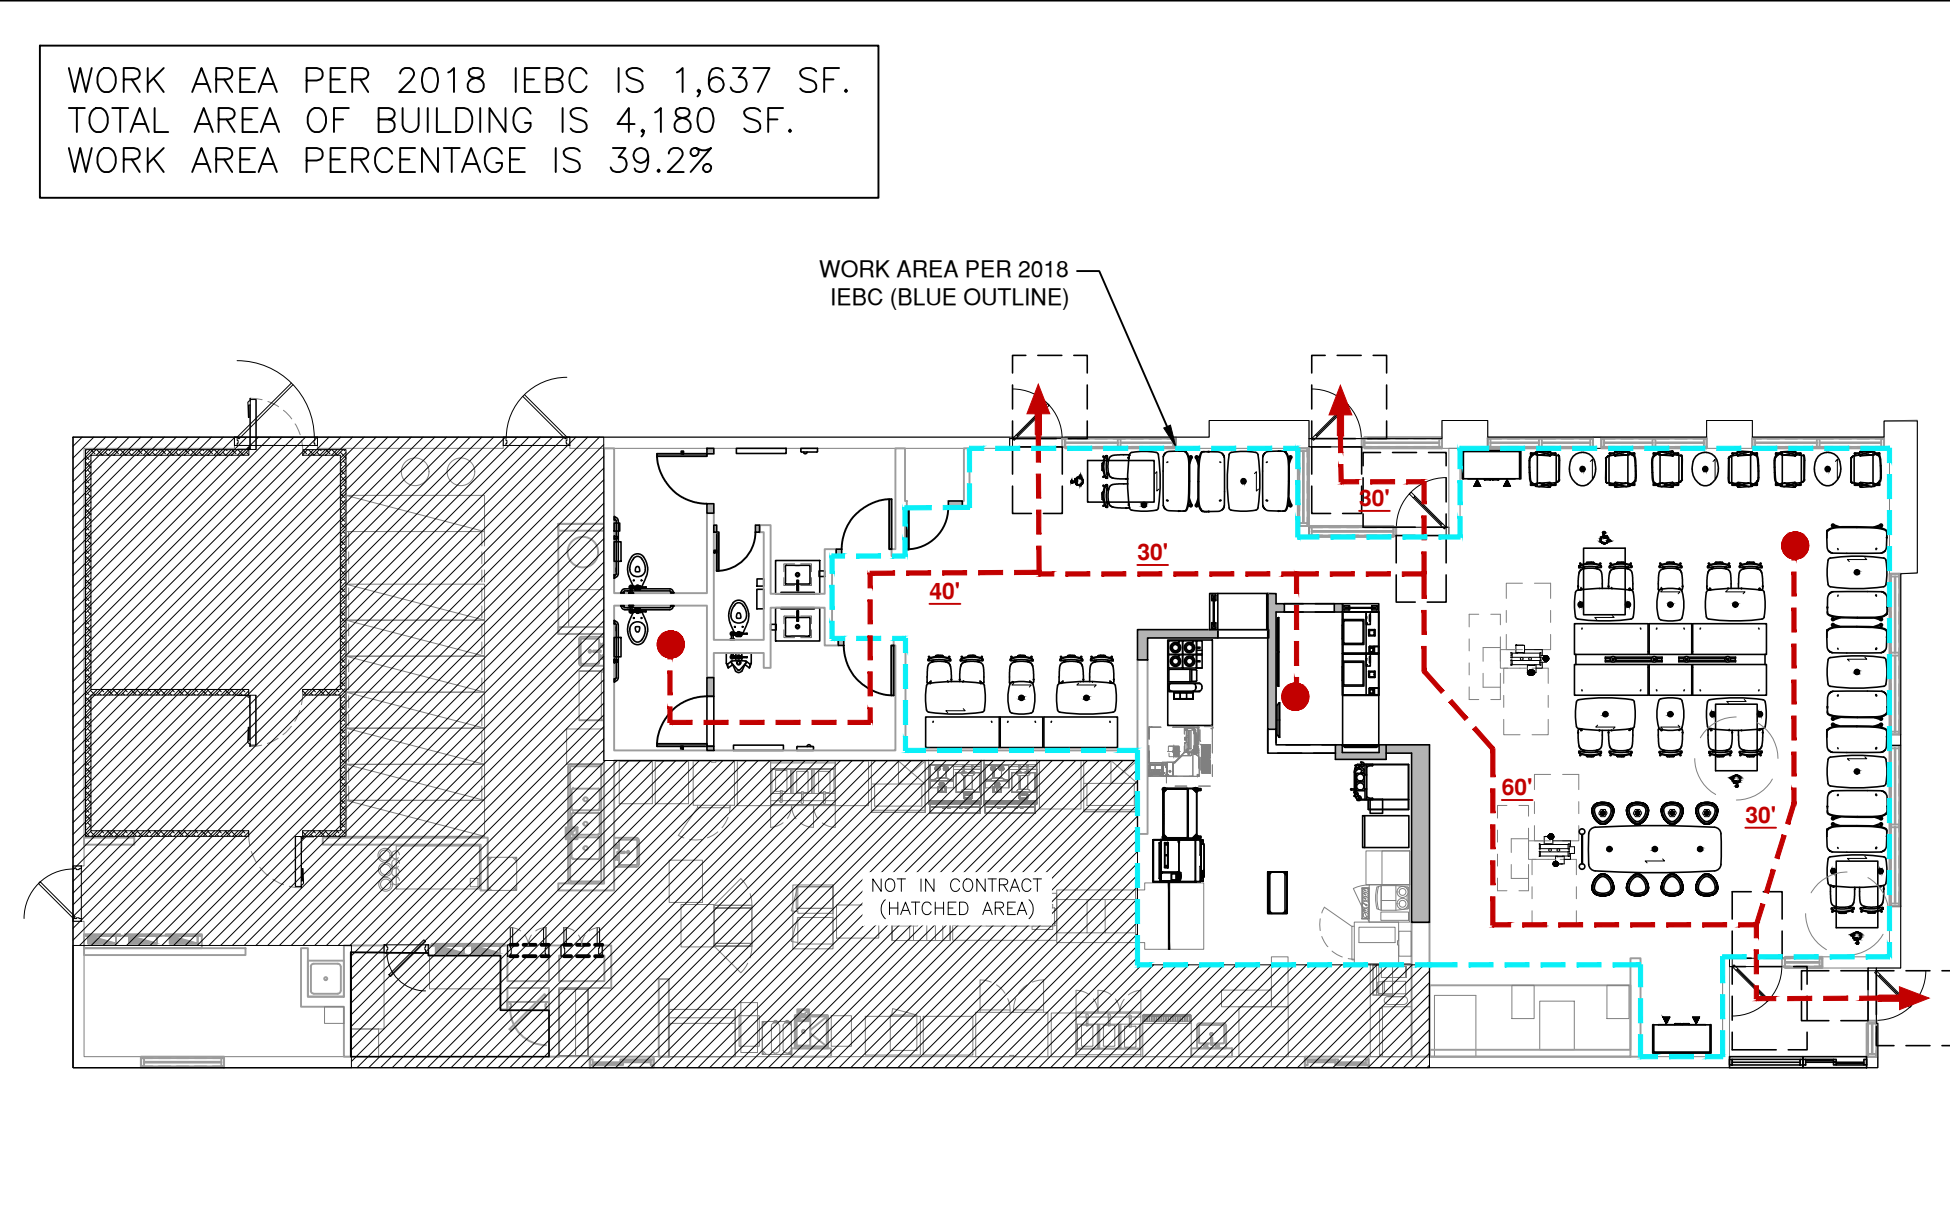 WORK AREA PER 2018 IEBC IS 1,637 SF.
TOTAL AREA OF BUILDING IS 4,180 SF.
WORK AREA PERCENTAGE IS 39.2%
WORK AREA PER 2018
IEBC (BLUE OUTLINE)
30'
30'
40'
60'
30'
NOT IN CONTRACT
(HATCHED AREA)